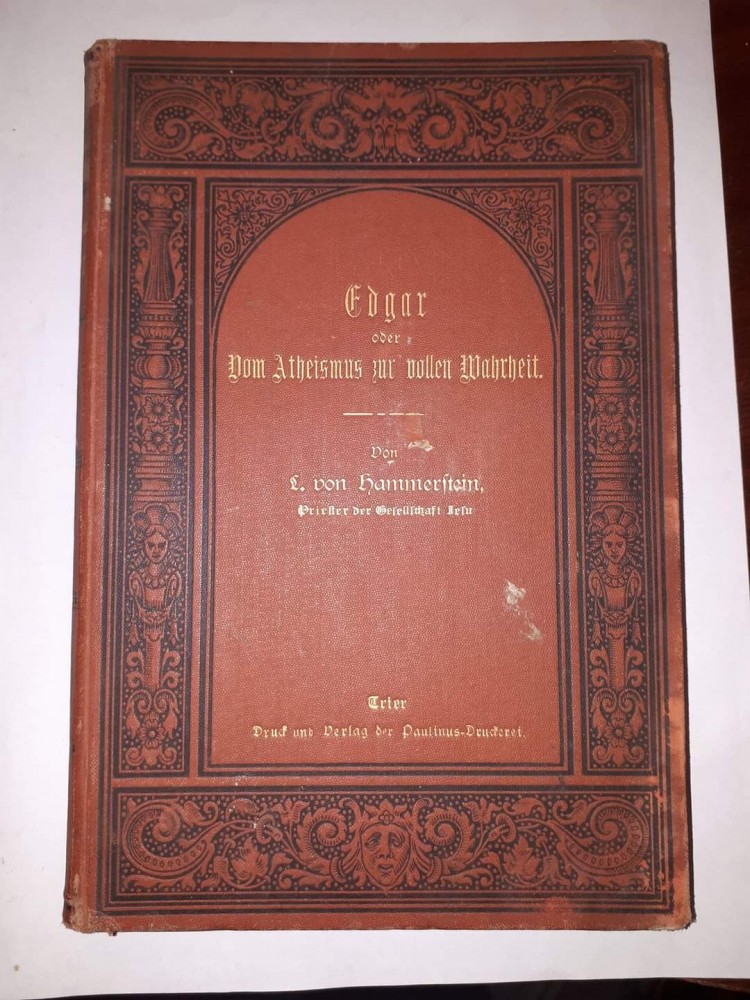 Edgar
oder
Vom Atheismus zur vollen Wahrheit.
Von
L. von Hammerstein,
Priester der Gesellschaft Jesu
Trier
Druck und Verlag der Paulinus-Druckerei.